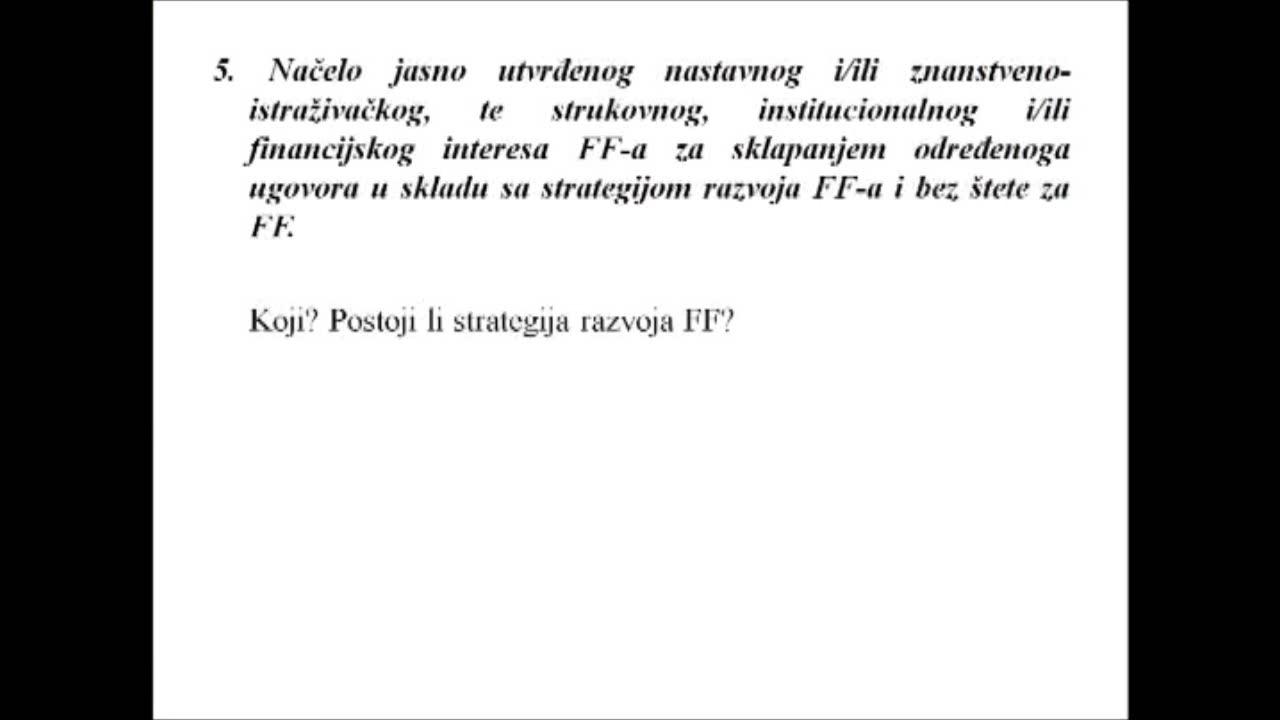 5. Načelo jasno utvrđenog nastavnog i/ili znanstveno-
istraživačkog, te strukovnog, institucionalnog i/ili
financijskog interesa FF-a za sklapanjem određenoga
ugovora u skladu sa strategijom razvoja FF-a i bez štete za
FF.
Koji? Postoji li strategija razvoja FF?